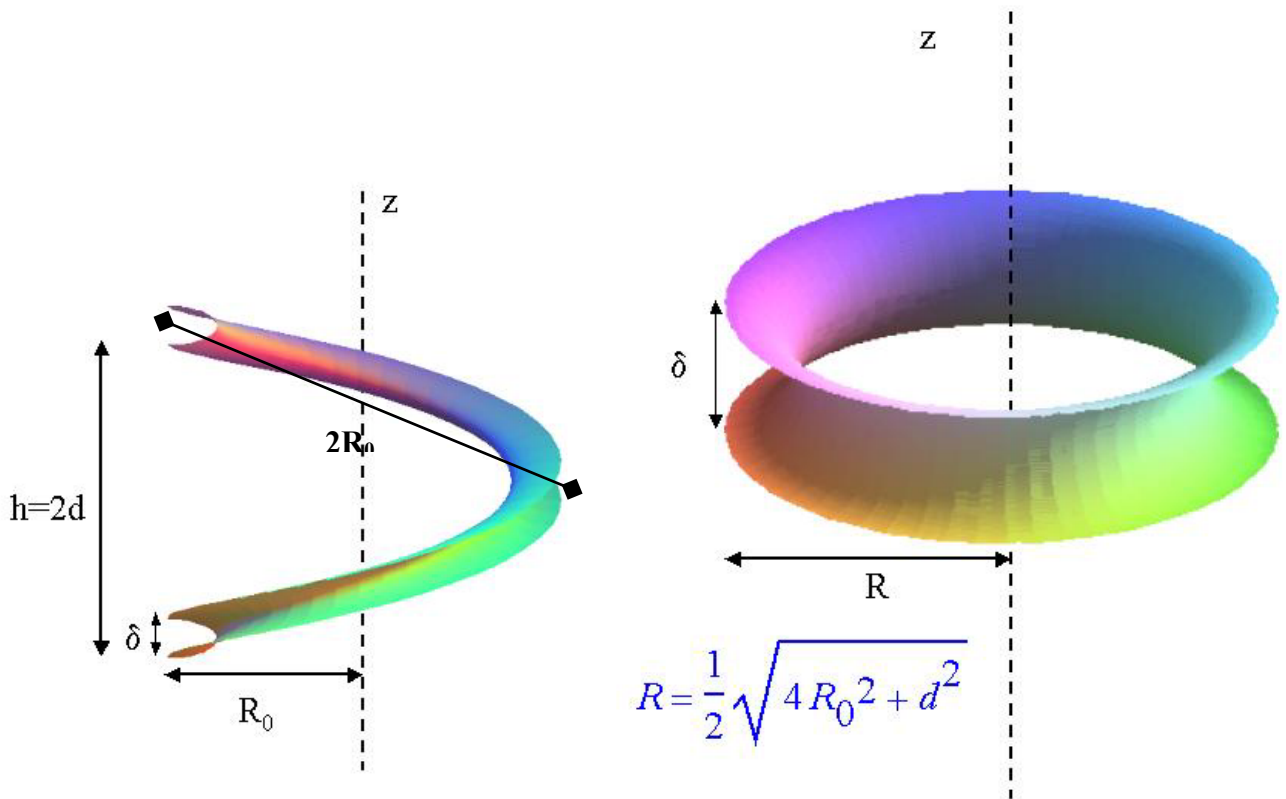 z
z
δ
2R₀
h=2d
δ
R
R₀
R = 1/2 √(4 R₀² + d²)